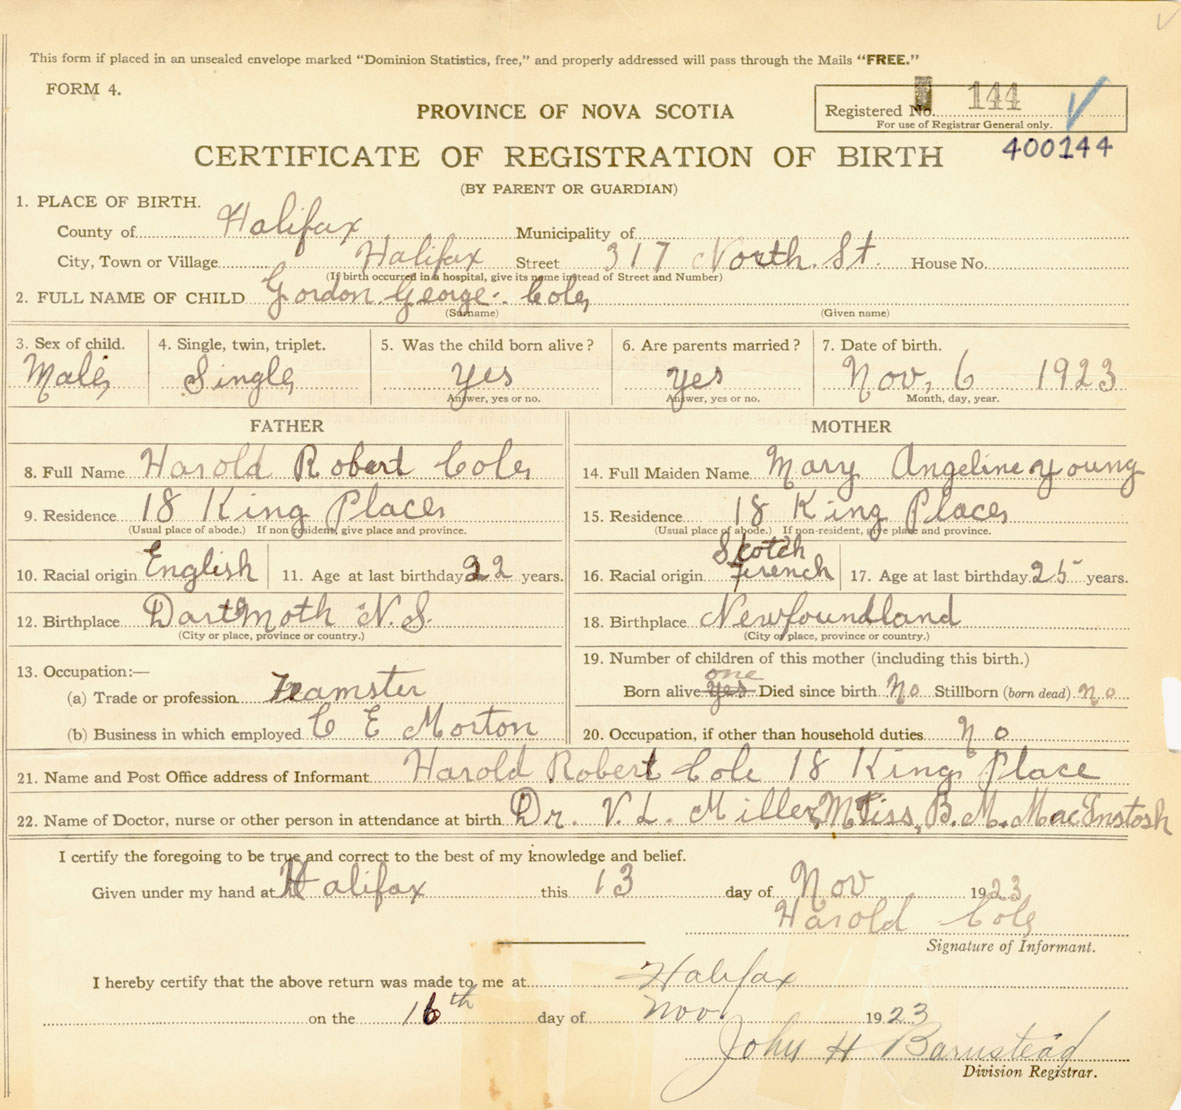 This form if placed in an unsealed envelope marked "Dominion Statistics, free," and properly addressed will pass through the Mails "FREE."
FORM 4.
PROVINCE OF NOVA SCOTIA
Registered No. 144
For use of Registrar General only.
400144
CERTIFICATE OF REGISTRATION OF BIRTH
(BY PARENT OR GUARDIAN)
1. PLACE OF BIRTH.
County of Halifax Municipality of
City, Town or Village Halifax Street 317 North St. House No.
(If birth occurred in a hospital, give its name instead of Street and Number)
2. FULL NAME OF CHILD Gordon George Cole
(Surname) (Given name)
3. Sex of child. 4. Single, twin, triplet. 5. Was the child born alive? 6. Are parents married? 7. Date of birth.
Male Single yes yes Nov, 6 1923
Answer, yes or no. Answer, yes or no. Month, day, year.
FATHER MOTHER
8. Full Name Harold Robert Cole 14. Full Maiden Name Mary Angeline Young
9. Residence 18 King Place 15. Residence 18 King Place
(Usual place of abode.) If non resident, give place and province. (Usual place of abode.) If non-resident, give place and province.
Skotch
10. Racial origin English 11. Age at last birthday 22 years. 16. Racial origin French 17. Age at last birthday 25 years.
12. Birthplace Dartmoth N.S. 18. Birthplace Newfoundland
(City or place, province or country.) (City or place, province or country.)
13. Occupation:— 19. Number of children of this mother (including this birth.)
one
(a) Trade or profession Teamster Born alive yes Died since birth No Stillborn (born dead) no
(b) Business in which employed C E Morton 20. Occupation, if other than household duties no
21. Name and Post Office address of Informant Harold Robert Cole 18 King Place
22. Name of Doctor, nurse or other person in attendance at birth Dr. V. L. Miller, Miss, B. M. MacInstosh
I certify the foregoing to be true and correct to the best of my knowledge and belief.
Given under my hand at Halifax this 13 day of Nov 1923
Harold Cole
Signature of Informant.
I hereby certify that the above return was made to me at Halifax
on the 16th day of Nov 1923
John H Barnstead
Division Registrar.